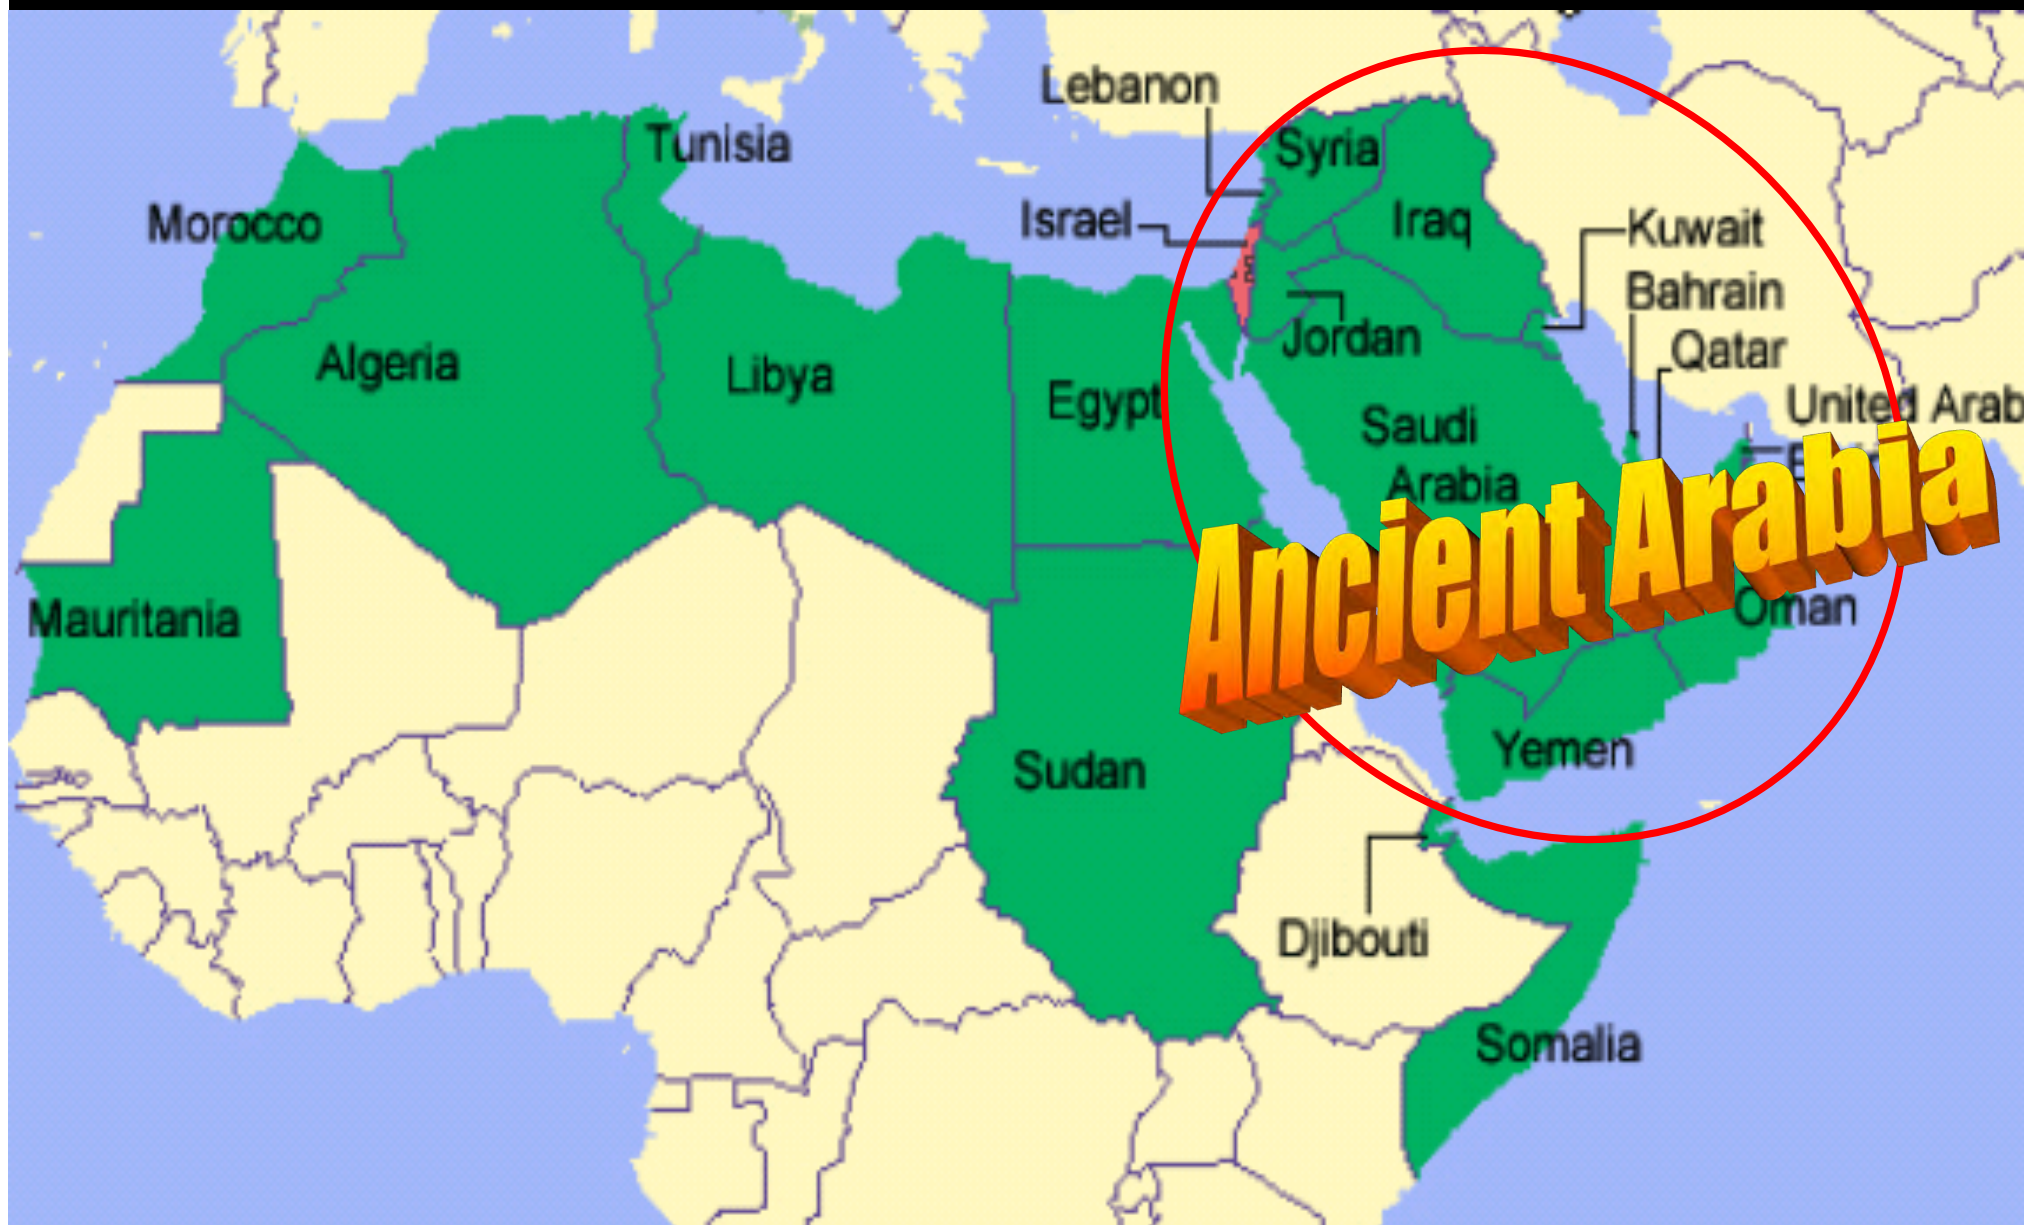 Lebanon
Tunisia
Syria
Morocco
Israel
Iraq
Kuwait
Bahrain
Jordan
Qatar
Algeria
Libya
Egypt
United Arab
Saudi
Arabia
Ancient Arabia
Mauritania
Oman
Yemen
Sudan
Djibouti
Somalia